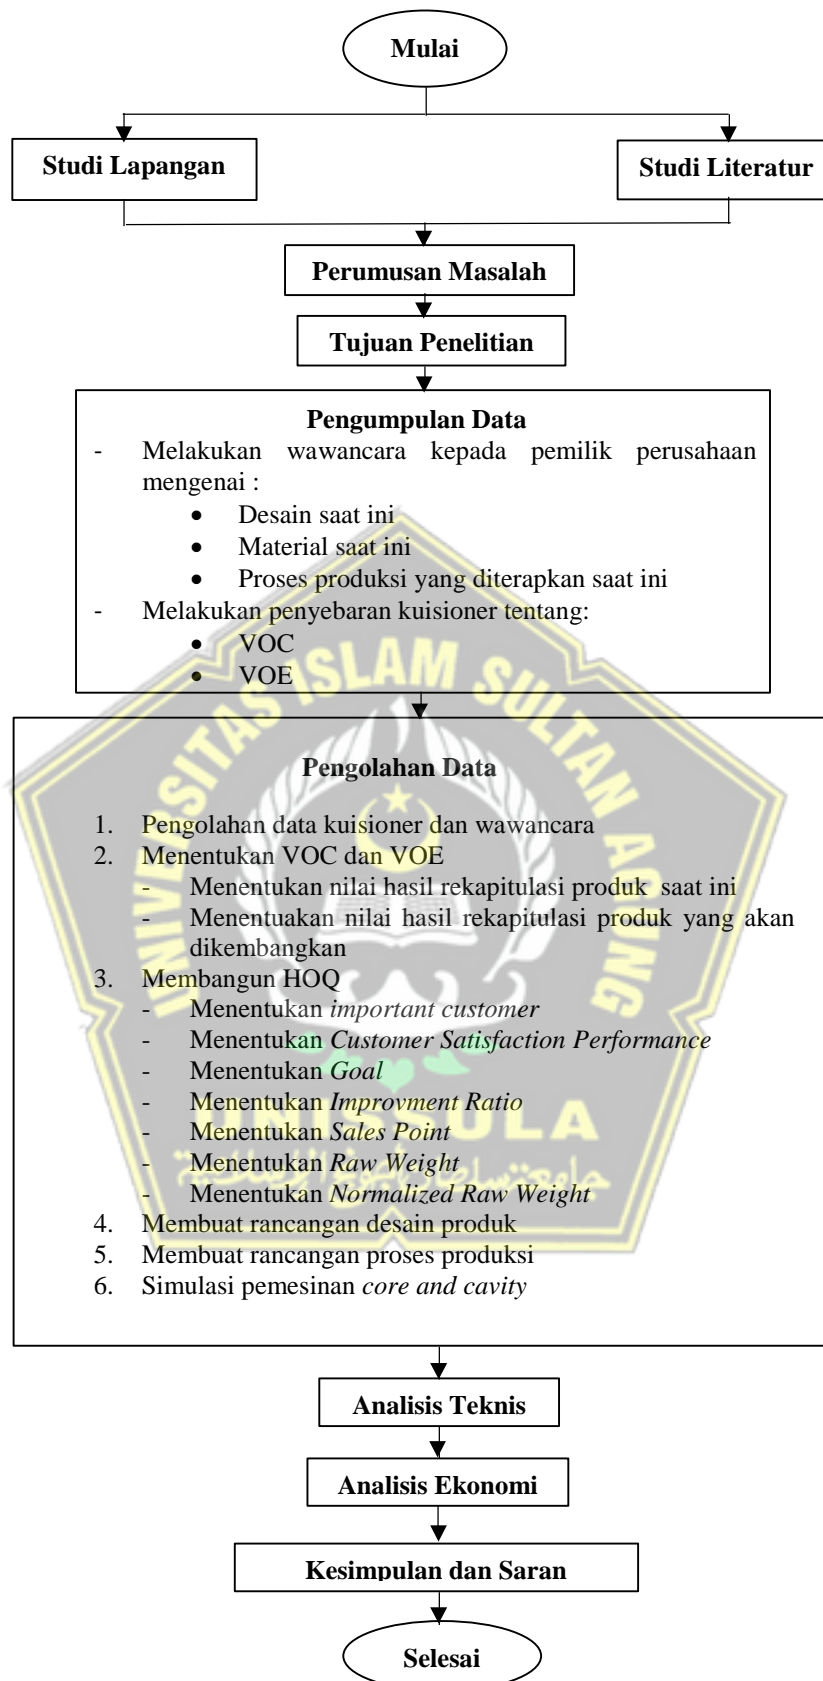 Mulai
Studi Lapangan
Studi Literatur
Perumusan Masalah
Tujuan Penelitian
Pengumpulan Data
- Melakukan wawancara kepada pemilik perusahaan
mengenai :
• Desain saat ini
• Material saat ini
• Proses produksi yang diterapkan saat ini
- Melakukan penyebaran kuisioner tentang:
• VOC
• VOE
UNIVERSITAS ISLAM SULTAN AGUNG
Pengolahan Data
1. Pengolahan data kuisioner dan wawancara
2. Menentukan VOC dan VOE
- Menentukan nilai hasil rekapitulasi produk saat ini
- Menentuakan nilai hasil rekapitulasi produk yang akan
dikembangkan
3. Membangun HOQ
- Menentukan important customer
- Menentukan Customer Satisfaction Performance
- Menentukan Goal
- Menentukan Improvment Ratio
- Menentukan Sales Point
- Menentukan Raw Weight
- Menentukan Normalized Raw Weight
UNISSULA
4. Membuat rancangan desain produk
5. Membuat rancangan proses produksi
6. Simulasi pemesinan core and cavity
Analisis Teknis
Analisis Ekonomi
Kesimpulan dan Saran
Selesai